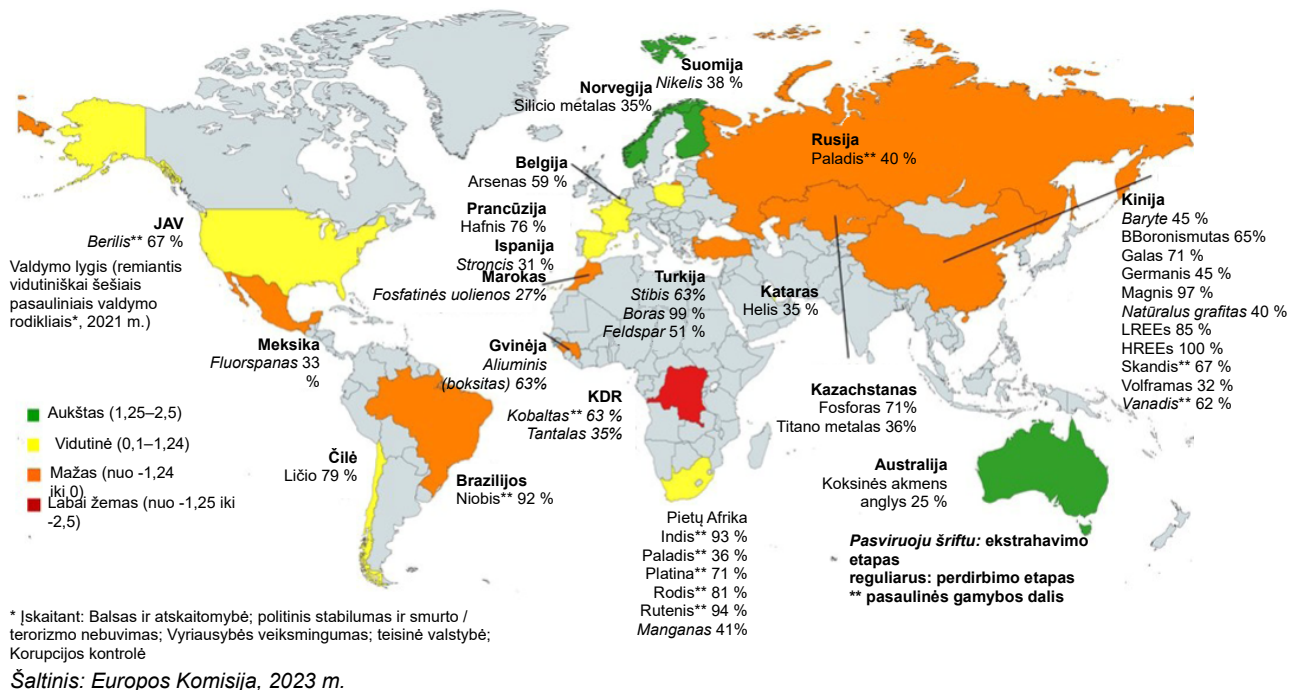 Suomija
Nikelis 38 %
Norvegija
Silicio metalas 35%
Rusija
Paladis** 40 %
Belgija
Arsenas 59 %
Prancūzija
Hafnis 76 %
Ispanija
Stroncis 31 %
Marokas
Fosfatinės uolienos 27%
JAV
Berilis** 67 %
Valdymo lygis (remiantis
vidutiniškai šešiais
pasauliniais valdymo
rodikliais*, 2021 m.)
Turkija
Stibis 63%
Boras 99 %
Feldspar 51 %
Kataras
Helis 35 %
Kinija
Baryte 45 %
BBoronismutas 65%
Galas 71 %
Germanis 45 %
Magnis 97 %
Natūralus grafitas 40 %
LREEs 85 %
HREEs 100 %
Skandis** 67 %
Volframas 32 %
Vanadis** 62 %
Meksika
Fluorspanas 33
%
Gvinėja
Aliuminis
(boksitas) 63%
KDR
Kobaltas** 63 %
Tantalas 35%
Kazachstanas
Fosforas 71%
Titano metalas 36%
Aukštas (1,25–2,5)
Vidutinė (0,1–1,24)
Mažas (nuo -1,24
iki 0)
Labai žemas (nuo -1,25 iki
-2,5)
Čilė
Ličio 79 %
Brazilijos
Niobis** 92 %
Australija
Koksinės akmens
anglys 25 %
Pietų Afrika
Indis** 93 %
Paladis** 36 %
Platina** 71 %
Rodis** 81 %
Rutenis** 94 %
Manganas 41%
Pasviruoju šriftu: ekstrahavimo
etapas
reguliarus: perdirbimo etapas
** pasaulinės gamybos dalis
* Įskaitant: Balsas ir atskaitomybė; politinis stabilumas ir smurto /
terorizmo nebuvimas; Vyriausybės veiksmingumas; teisinė valstybė;
Korupcijos kontrolė
Šaltinis: Europos Komisija, 2023 m.